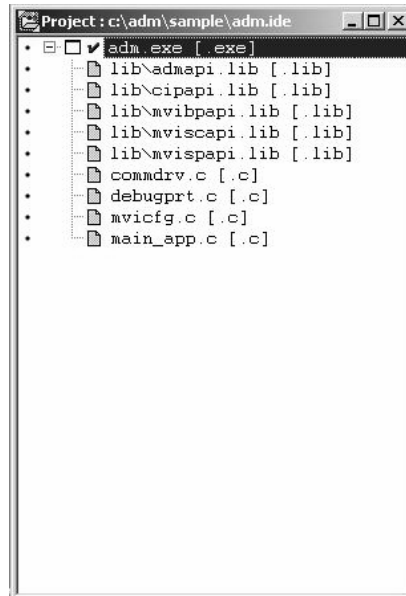 Project : c:\adm\sample\adm.ide
adm.exe [.exe]
lib\admapi.lib [.lib]
lib\cipapi.lib [.lib]
lib\mvibpapi.lib [.lib]
lib\mviscapi.lib [.lib]
lib\mvispapi.lib [.lib]
commdrv.c [.c]
debugprt.c [.c]
mvicfg.c [.c]
main_app.c [.c]